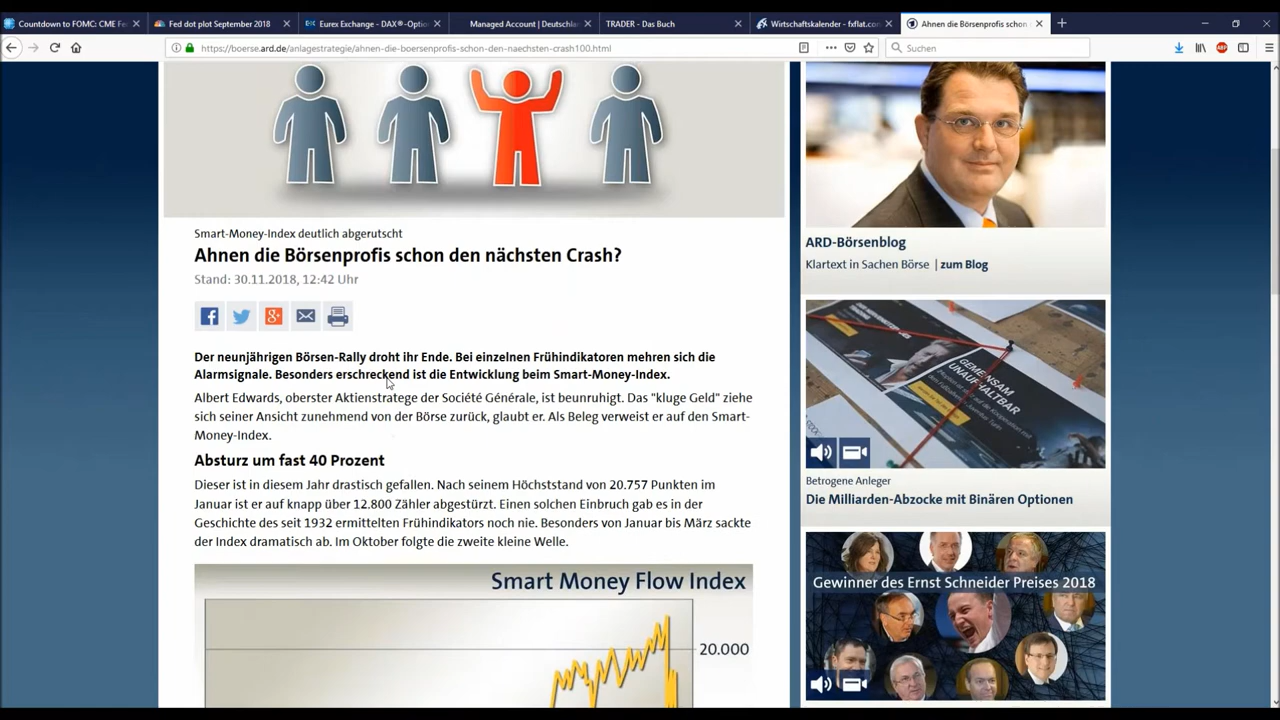 Countdown to FOMC: CME Fe
Fed dot plot September 2018
Eurex Exchange - DAX®-Optio
Managed Account | Deutschla
TRADER - Das Buch
Wirtschaftskalender - fxflat.com
Ahnen die Börsenprofis schon
https://boerse.ard.de/anlagestrategie/ahnen-die-boersenprofis-schon-den-naechsten-crash100.html
Suchen
ABP
Smart-Money-Index deutlich abgerutscht
Ahnen die Börsenprofis schon den nächsten Crash?
Stand: 30.11.2018, 12:42 Uhr
Der neunjährigen Börsen-Rally droht ihr Ende. Bei einzelnen Frühindikatoren mehren sich die
Alarmsignale. Besonders erschreckend ist die Entwicklung beim Smart-Money-Index.
Albert Edwards, oberster Aktienstratege der Société Générale, ist beunruhigt. Das "kluge Geld" ziehe
sich seiner Ansicht zunehmend von der Börse zurück, glaubt er. Als Beleg verweist er auf den Smart-
Money-Index.
Absturz um fast 40 Prozent
Dieser ist in diesem Jahr drastisch gefallen. Nach seinem Höchststand von 20.757 Punkten im
Januar ist er auf knapp über 12.800 Zähler abgestürzt. Einen solchen Einbruch gab es in der
Geschichte des seit 1932 ermittelten Frühindikators noch nie. Besonders von Januar bis März sackte
der Index dramatisch ab. Im Oktober folgte die zweite kleine Welle.
Smart Money Flow Index
20.000
ARD-Börsenblog
Klartext in Sachen Börse | zum Blog
GEMEINSAM
UNAUFHALTBAR
Betrogene Anleger
Die Milliarden-Abzocke mit Binären Optionen
Gewinner des Ernst Schneider Preises 2018